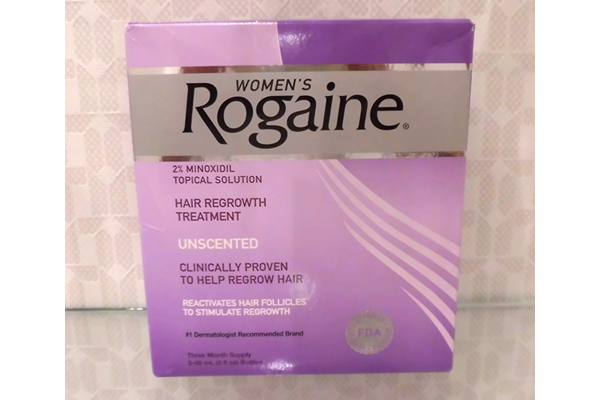 WOMEN'S
Rogaine®
2% MINOXIDIL
TOPICAL SOLUTION
HAIR REGROWTH
TREATMENT
UNSCENTED
CLINICALLY PROVEN
TO HELP REGROW HAIR
REACTIVATES HAIR FOLLICLES
TO STIMULATE REGROWTH
#1 Dermatologist Recommended Brand
FDA
Three Month Supply